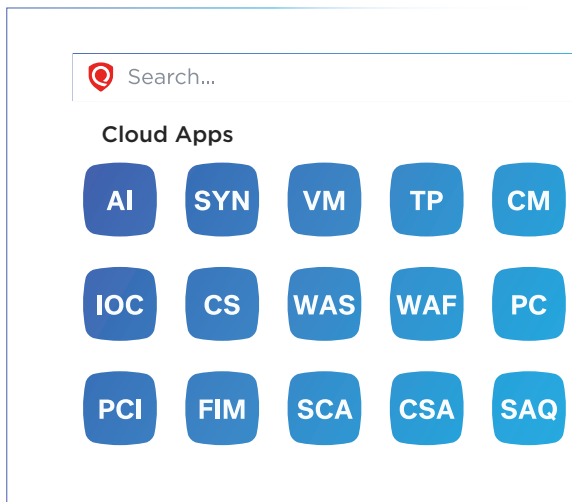 Search...
Cloud Apps
AI SYN VM TP CM
IOC CS WAS WAF PC
PCI FIM SCA CSA SAQ